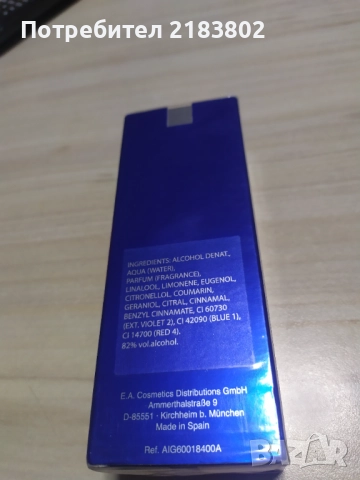 Потребител 2183802
INGREDIENTS: ALCOHOL DENAT.,
AQUA (WATER),
PARFUM (FRAGRANCE),
LINALOOL, LIMONENE, EUGENOL,
CITRONELLOL, COUMARIN,
GERANIOL, CITRAL, CINNAMAL,
BENZYL CINNAMATE, CI 60730
(EXT. VIOLET 2), CI 42090 (BLUE 1),
CI 14700 (RED 4).
82% vol.alcohol.
E.A. Cosmetics Distributions GmbH
Ammerthalstraße 9
D-85551 - Kirchheim b. München
Made in Spain
Ref. AIG60018400A
BAZAR